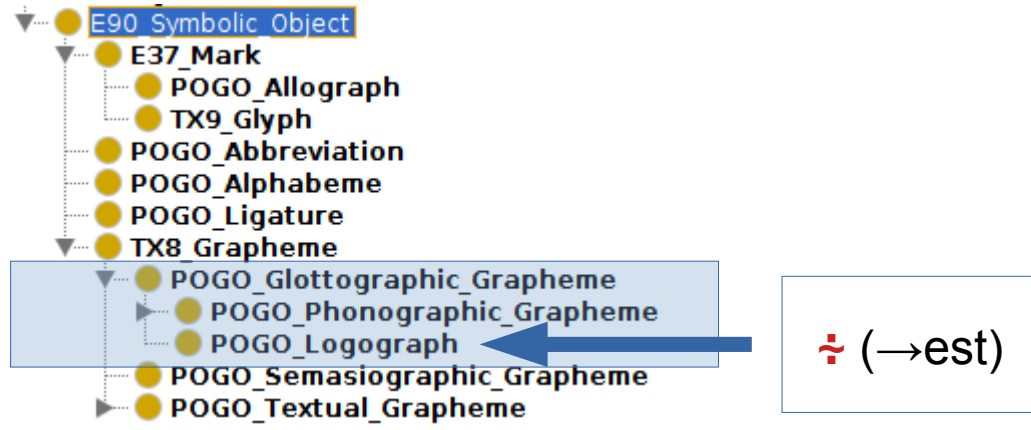 E90_Symbolic_Object
E37_Mark
POGO_Allograph
TX9_Glyph
POGO_Abbreviation
POGO_Alphabeme
POGO_Ligature
TX8_Grapheme
POGO_Glottographic_Grapheme
POGO_Phonographic_Grapheme
POGO_Logograph
÷ (→est)
POGO_Semasiographic_Grapheme
POGO_Textual_Grapheme